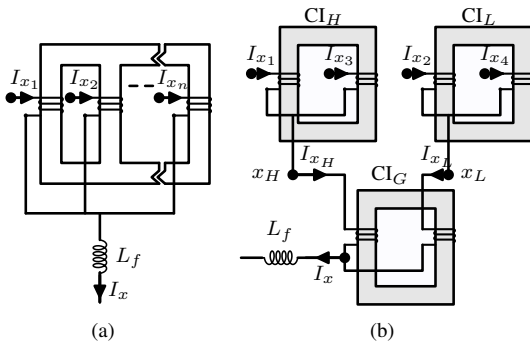 CI_H CI_L
I_{x_1} I_{x_2} I_{x_n} I_{x_1} I_{x_3} I_{x_2} I_{x_4}
x_H I_{x_H} I_{x_L} x_L
CI_G
L_f L_f
I_x I_x
(a) (b)